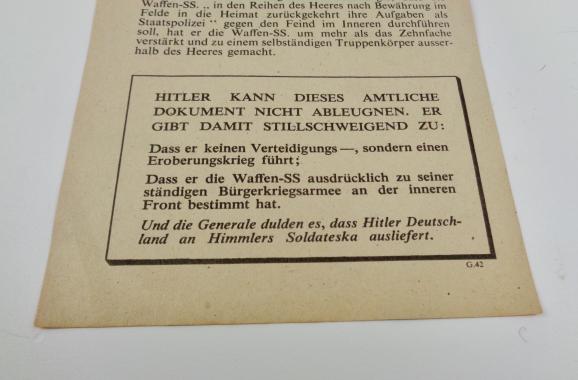 Waffen-SS. „ in den Reihen des Heeres nach Bewährung im
Felde in die Heimat zurückgekehrt ihre Aufgaben als
Staatspolizei “ gegen den Feind im Inneren durchführen
soll, hat er die Waffen-SS. um mehr als das Zehnfache
verstärkt und zu einem selbständigen Truppenkörper ausser-
halb des Heeres gemacht.
HITLER KANN DIESES AMTLICHE
DOKUMENT NICHT ABLEUGNEN. ER
GIBT DAMIT STILLSCHWEIGEND ZU:
Dass er keinen Verteidigungs—, sondern einen
Eroberungskrieg führt;
Dass er die Waffen-SS ausdrücklich zu seiner
ständigen Bürgerkriegsarmee an der inneren
Front bestimmt hat.
Und die Generale dulden es, dass Hitler Deutsch-
land an Himmlers Soldateska ausliefert.
G.42